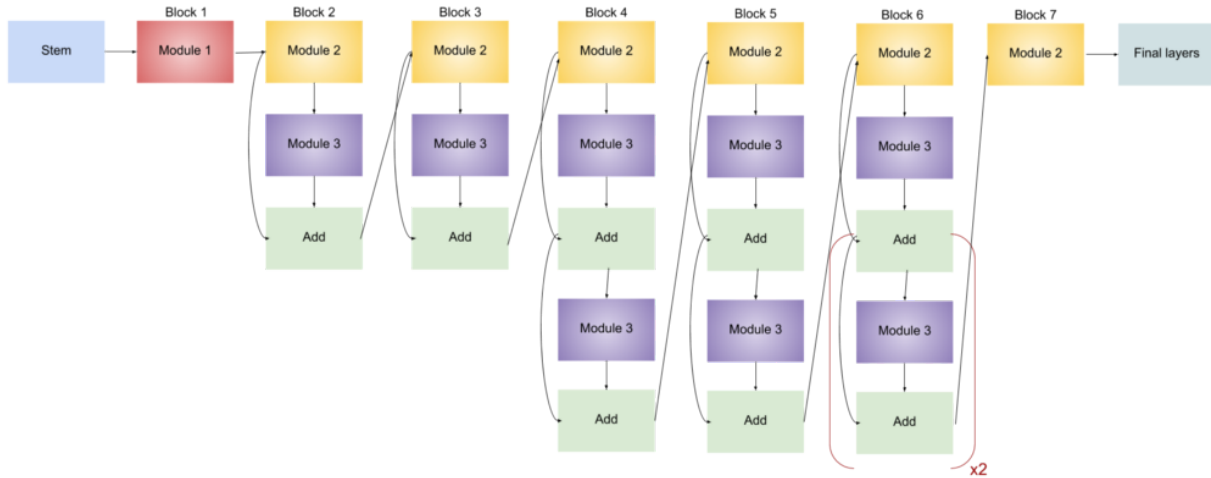 Block 1
Block 2
Block 3
Block 4
Block 5
Block 6
Block 7
Stem
Module 1
Module 2
Module 2
Module 2
Module 2
Module 2
Module 2
Final layers
Module 3
Module 3
Module 3
Module 3
Module 3
Add
Add
Add
Add
Add
Module 3
Module 3
Module 3
Add
Add
Add
x2